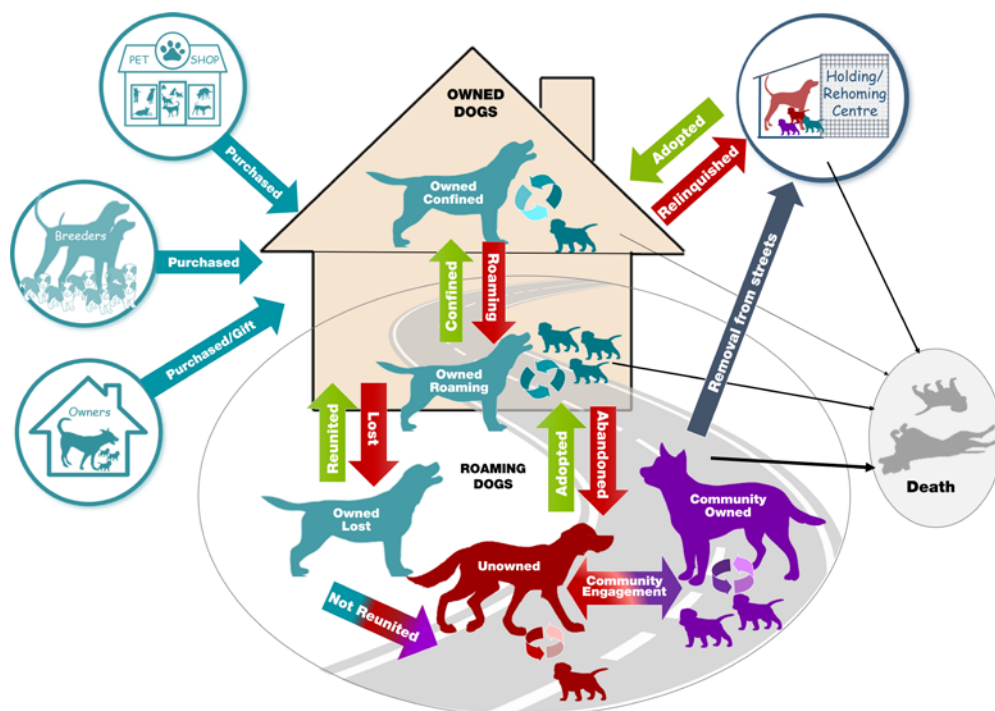 PET SHOP
OWNED
DOGS
Holding/
Rehoming
Centre
Purchased
Adopted
Relinquished
Owned
Confined
Breeders
Purchased
Confined
Roaming
Removal from streets
Purchased/Gift
Owned
Roaming
Owners
Reunited
Lost
Adopted
Abandoned
ROAMING
DOGS
Community
Owned
Death
Owned
Lost
Unowned
Community
Engagement
Not Reunited